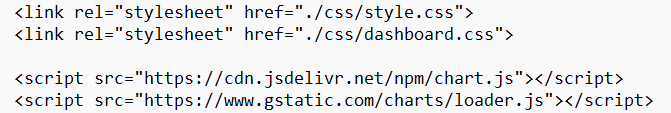 <link rel="stylesheet" href="./css/style.css">
<link rel="stylesheet" href="./css/dashboard.css">
<script src="https://cdn.jsdelivr.net/npm/chart.js"></script>
<script src="https://www.gstatic.com/charts/loader.js"></script>